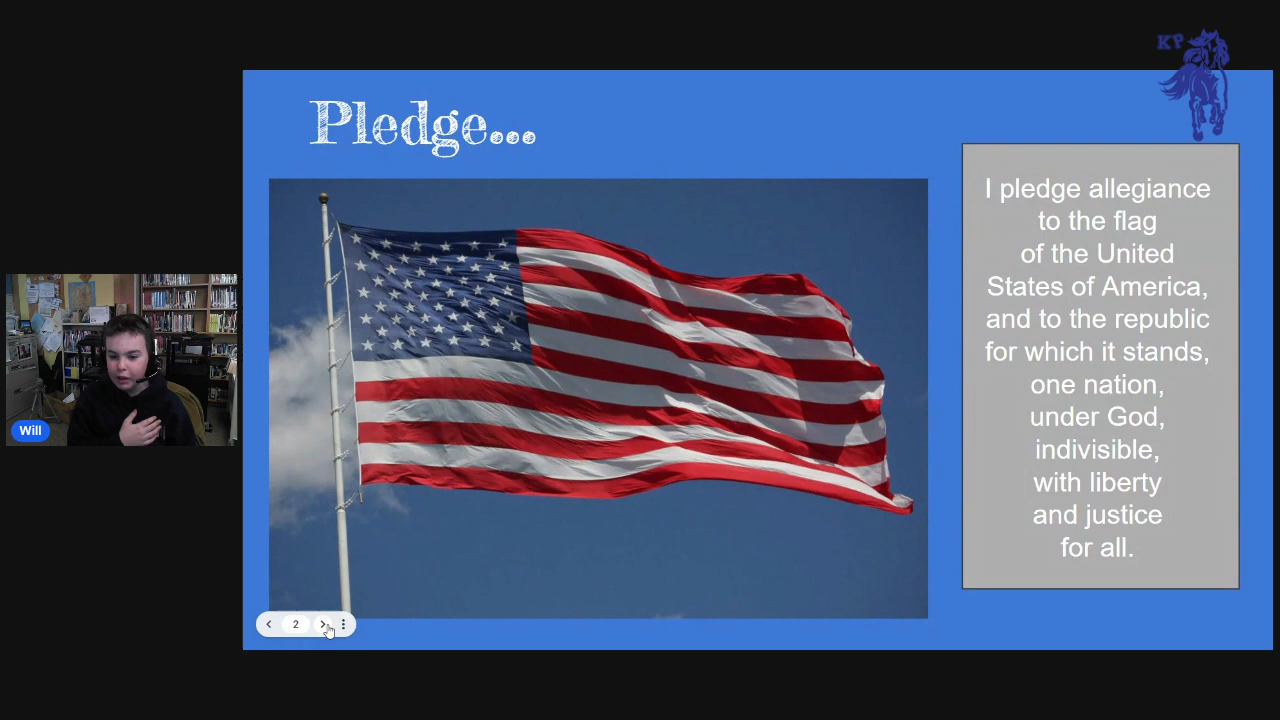 KP
Pledge...
I pledge allegiance
to the flag
of the United
States of America,
and to the republic
for which it stands,
one nation,
under God,
indivisible,
with liberty
and justice
for all.
Will
2